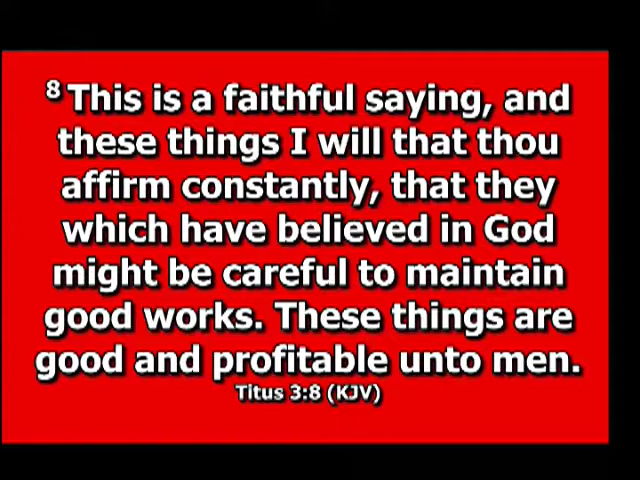 8 This is a faithful saying, and
these things I will that thou
affirm constantly, that they
which have believed in God
might be careful to maintain
good works. These things are
good and profitable unto men.
Titus 3:8 (KJV)